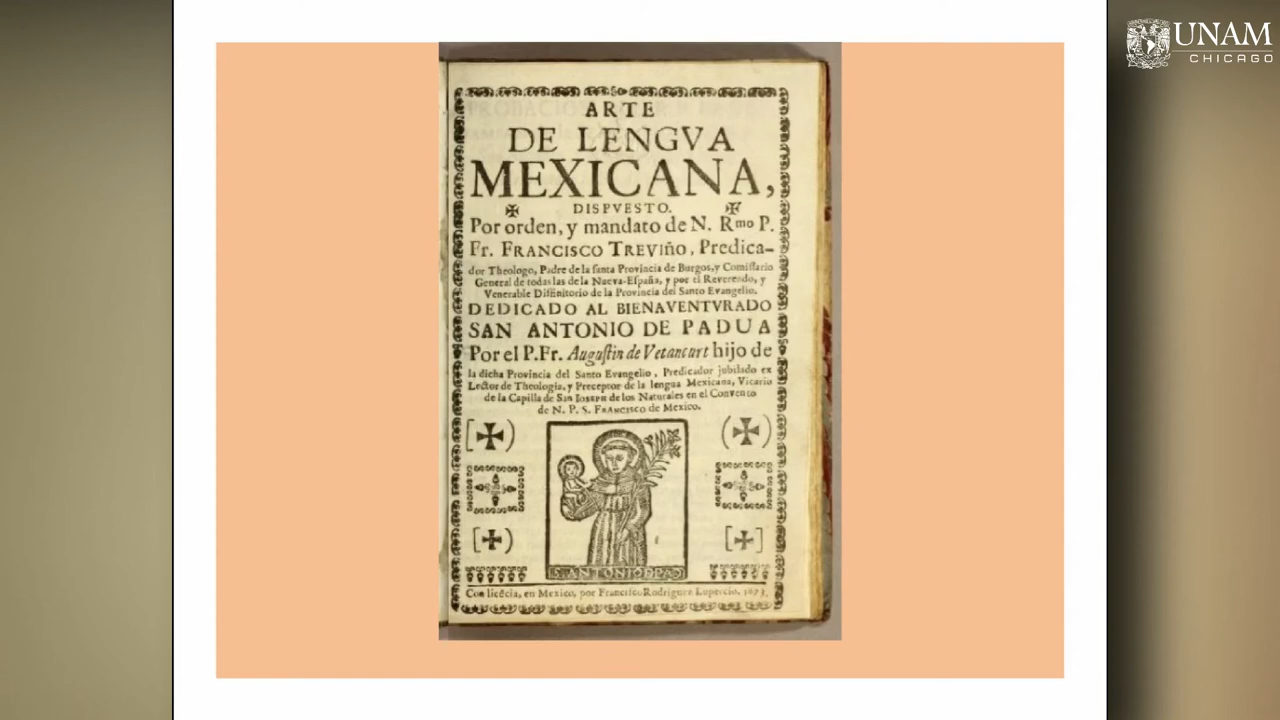 ARTE
DE LENGVA
MEXICANA,
DISPVESTO.
Por orden, y mandato de N. Rmo P.
Fr. FRANCISCO TREVIÑO, Predica-
dor Theologo, Padre de la santa Provincia de Burgos, y Comissario
General de todas las de la Nueva-España, y por el Reverendo, y
Venerable Diffinitorio de la Provincia del Santo Evangelio.
DEDICADO AL BIENAVENTVRADO
SAN ANTONIO DE PADUA
Por el P.Fr. Augustin de Vetancurt hijo de
la dicha Provincia del Santo Evangelio, Predicador jubilado ex
Lector de Theologia, y Preceptor de la lengua Mexicana, Vicario
de la Capilla de San IOSEPH de los Naturales en el Convento
de N. P. S. FRANCISCO de Mexico.
S. ANTONIO DE PAD
Con licēcia, en Mexico, por Francisco Rodriguez Lupercio, 1673.
UNAM
CHICAGO